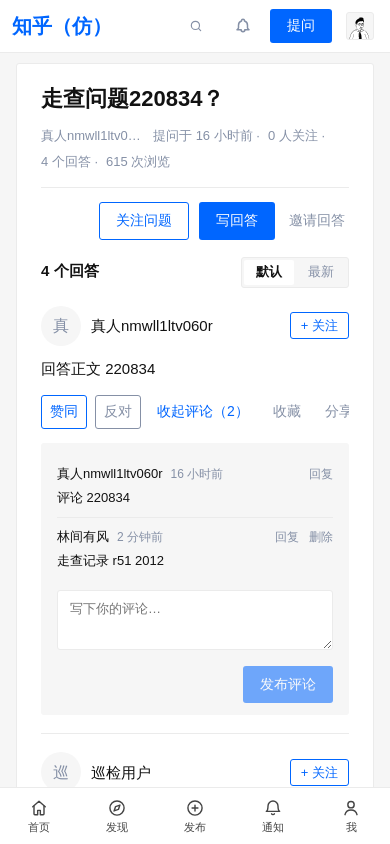 知乎（仿）
提问
走查问题220834？
真人nmwll1ltv0… 提问于 16 小时前 · 0 人关注 ·
4 个回答 · 615 次浏览
关注问题 写回答 邀请回答
4 个回答 默认 最新
真 真人nmwll1ltv060r + 关注
回答正文 220834
赞同 反对 收起评论（2） 收藏 分享
真人nmwll1ltv060r 16 小时前 回复
评论 220834
林间有风 2 分钟前 回复 删除
走查记录 r51 2012
写下你的评论…
发布评论
巡 巡检用户 + 关注
首页 发现 发布 通知 我